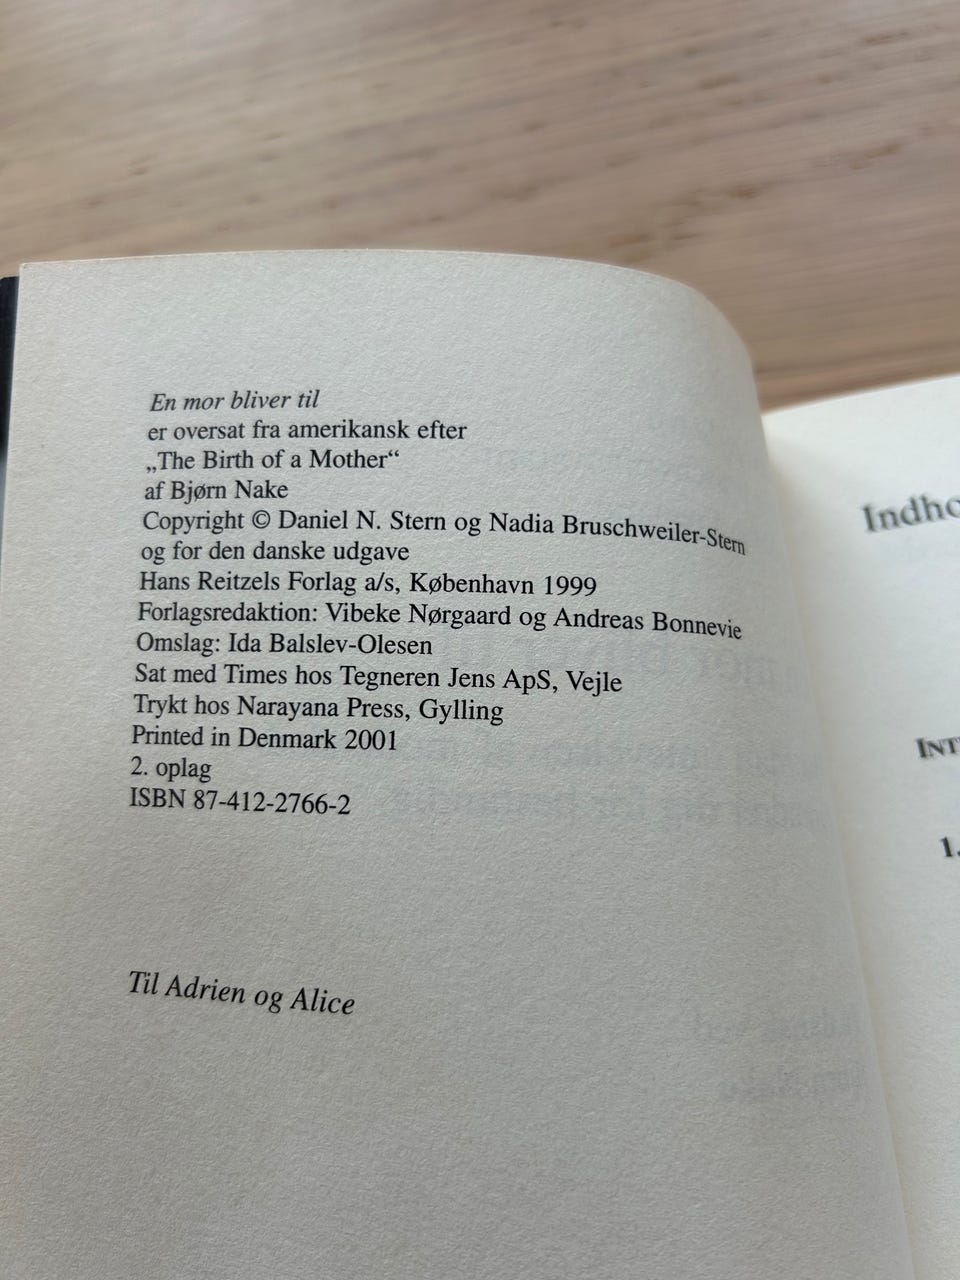 En mor bliver til
er oversat fra amerikansk efter
„The Birth of a Mother“
af Bjørn Nake
Copyright © Daniel N. Stern og Nadia Bruschweiler-Stern
og for den danske udgave
Hans Reitzels Forlag a/s, København 1999
Forlagsredaktion: Vibeke Nørgaard og Andreas Bonnevie
Omslag: Ida Balslev-Olesen
Sat med Times hos Tegneren Jens ApS, Vejle
Trykt hos Narayana Press, Gylling
Printed in Denmark 2001
2. oplag
ISBN 87-412-2766-2
Til Adrien og Alice
Indho
INT
1.